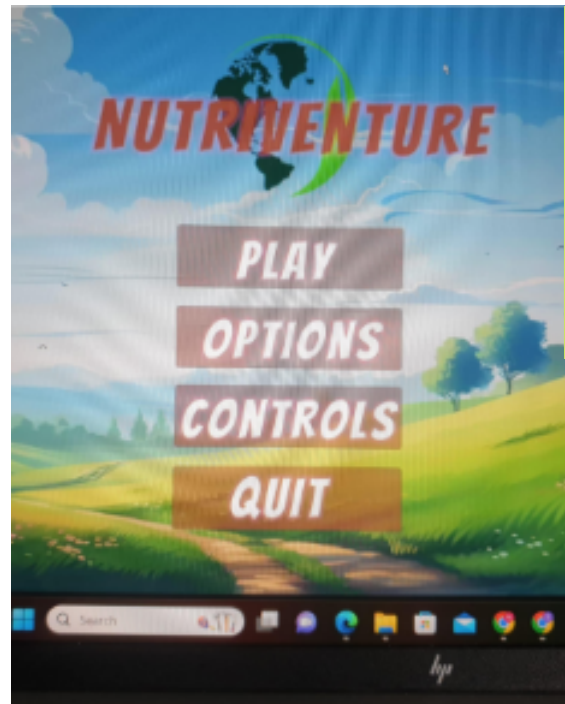 NUTRIVENTURE
PLAY
OPTIONS
CONTROLS
QUIT
Search
hp